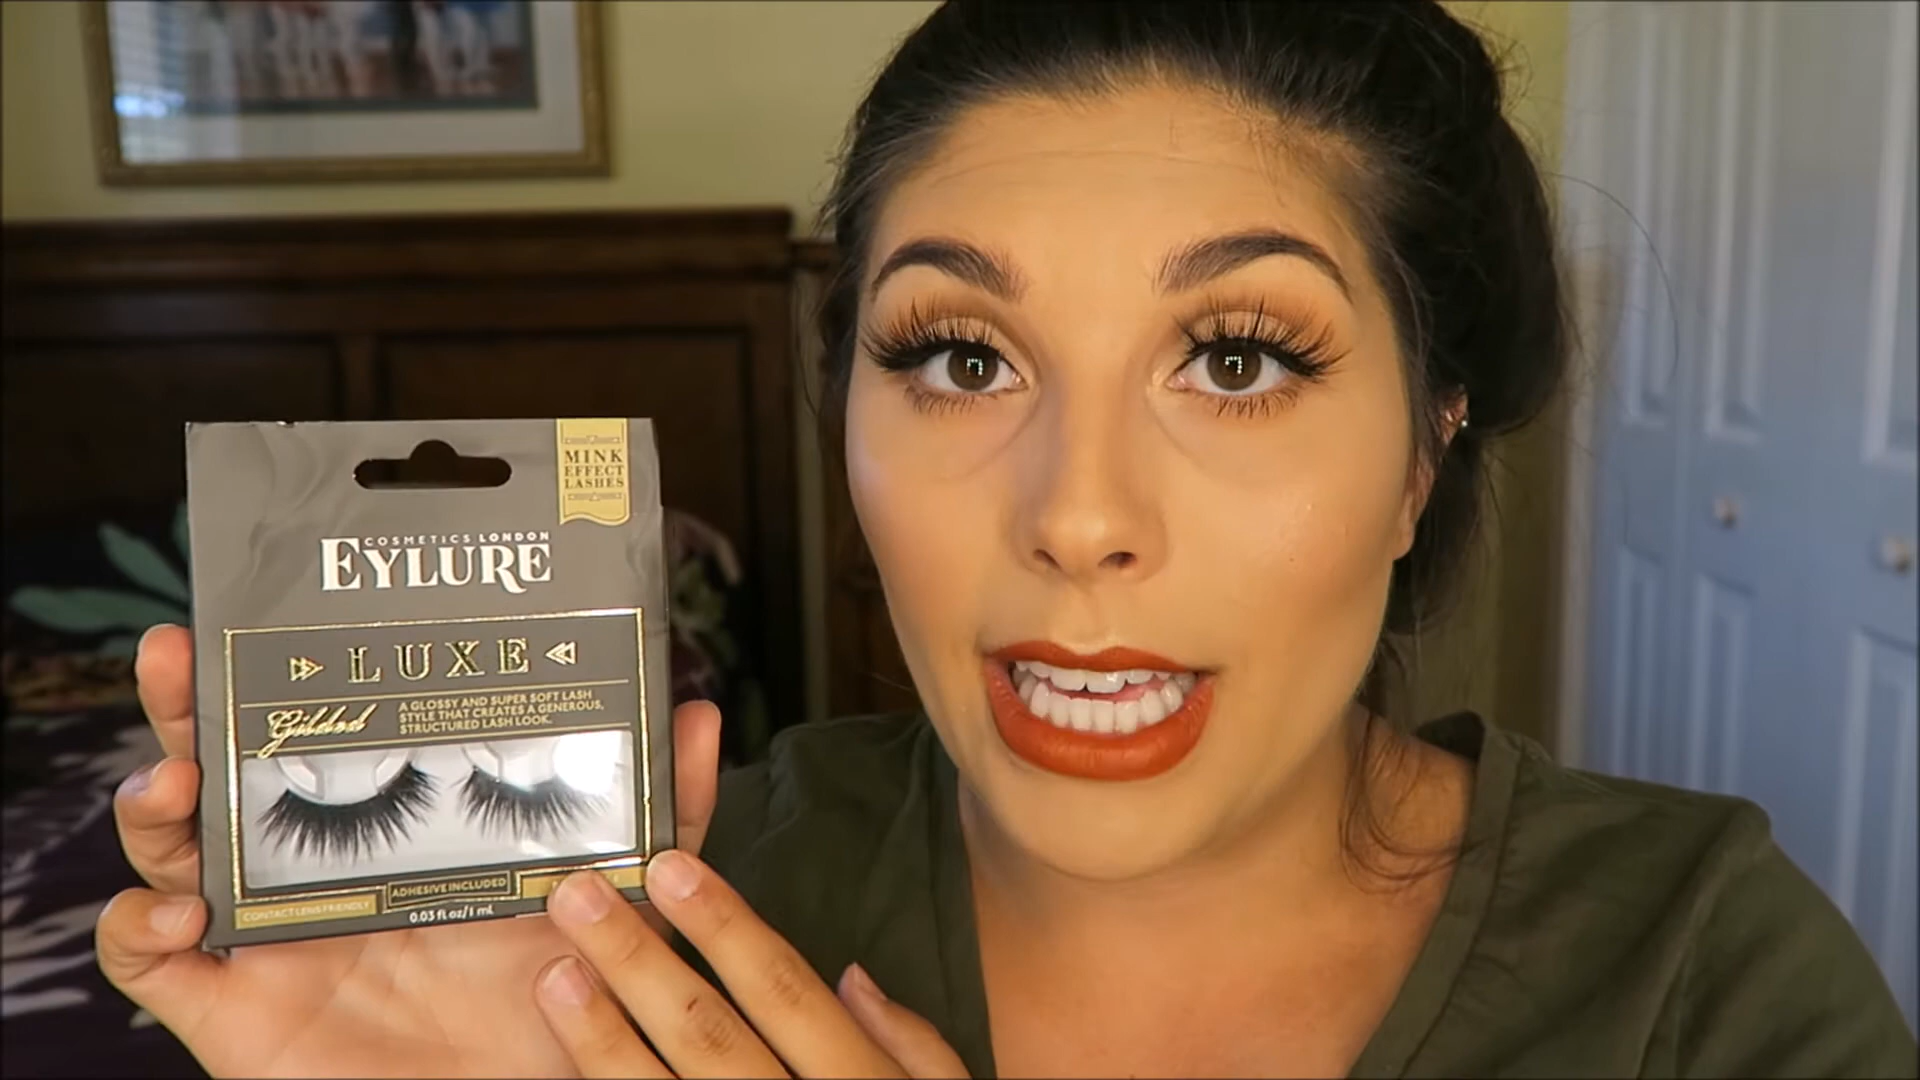 MINK
EFFECT
LASHES
COSMETICS LONDON
EYLURE
LUXE
Gilded
A GLOSSY AND SUPER SOFT LASH
STYLE THAT CREATES A GENEROUS,
STRUCTURED LASH LOOK.
CONTACT LENS FRIENDLY
ADHESIVE INCLUDED
0.03 fl oz/1 mL